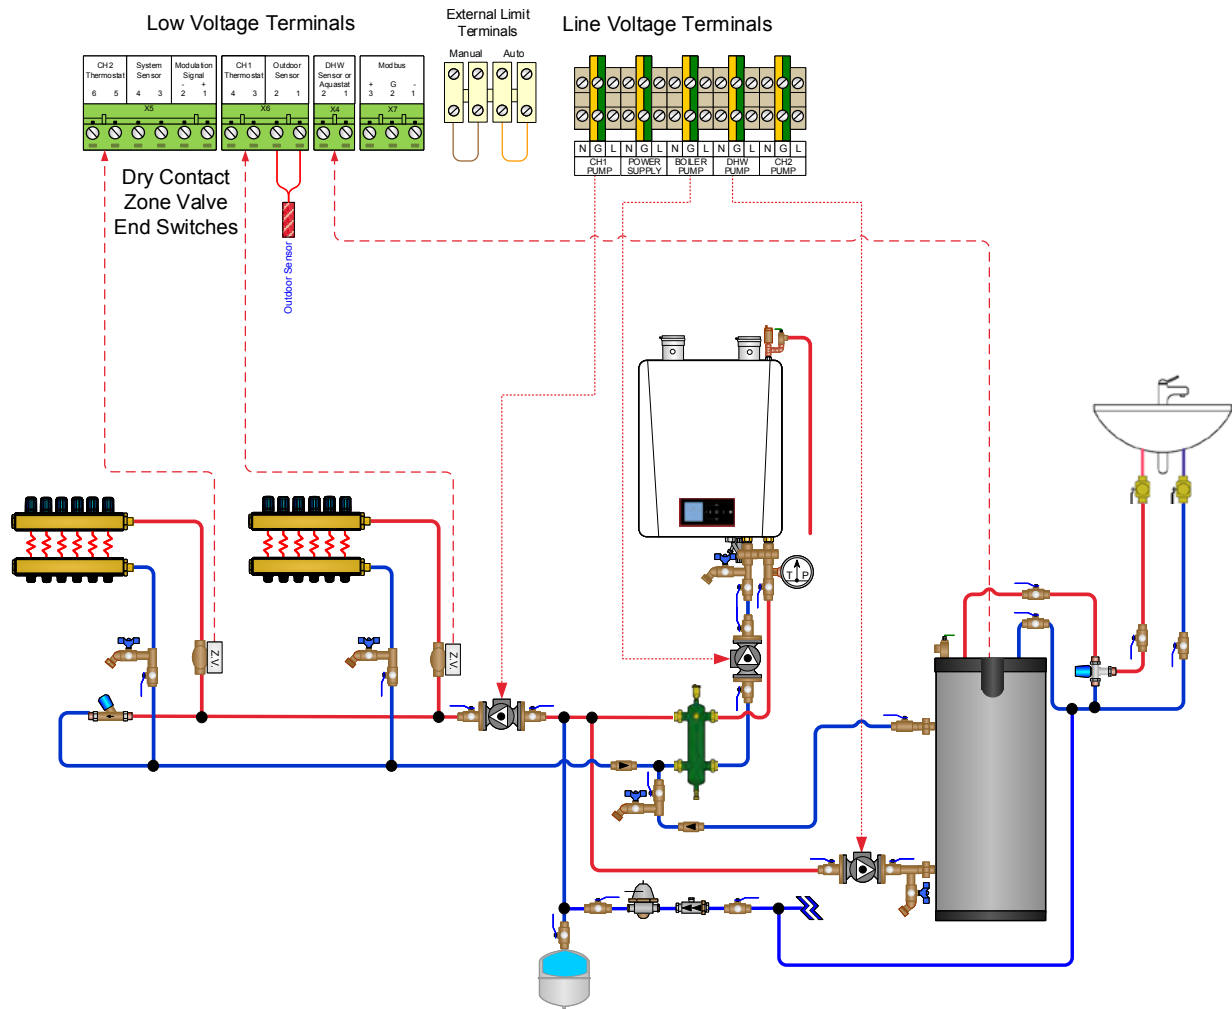 Low Voltage Terminals
External Limit
Terminals
Line Voltage Terminals
Manual Auto
CH2
Thermostat
6 5
System
Sensor
4 3
Modulation
Signal
- +
2 1
X5
CH1
Thermostat
4 3
Outdoor
Sensor
2 1
X6
DHW
Sensor or
Aquastat
2 1
X4
Modbus
+ G -
3 2 1
X7
N G L N G L N G L N G L N G L
CH1
PUMP
POWER
SUPPLY
BOILER
PUMP
DHW
PUMP
CH2
PUMP
Dry Contact
Zone Valve
End Switches
Outdoor Sensor
T P
Z.V.
Z.V.